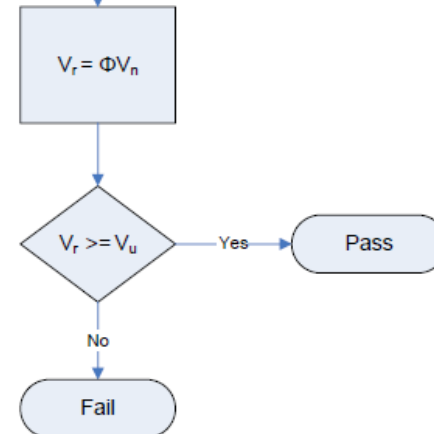 Vr = ΦVn
Vr >= Vu
Yes
Pass
No
Fail